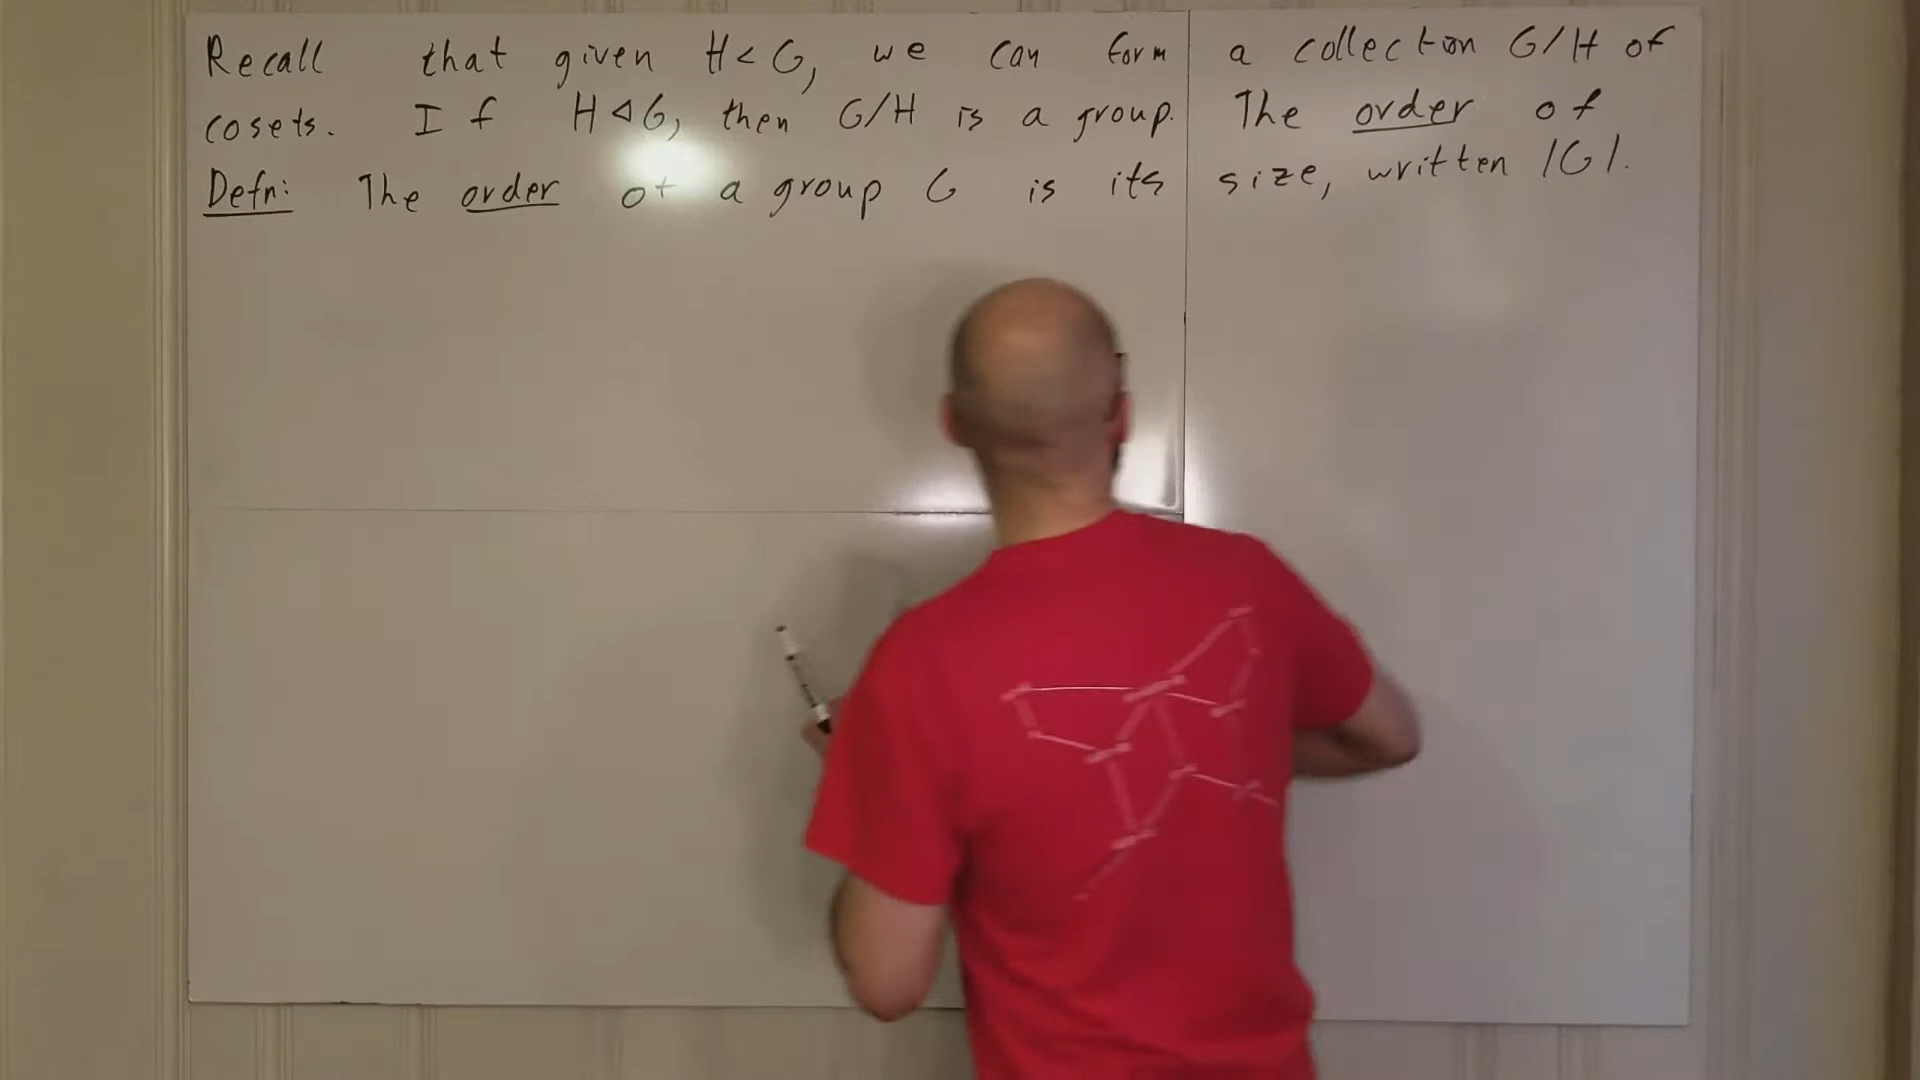 Recall that given H<G, we can form a collection G/H of
cosets. If H⊲G, then G/H is a group. The order of
Defn: The order of a group G is its size, written |G|.